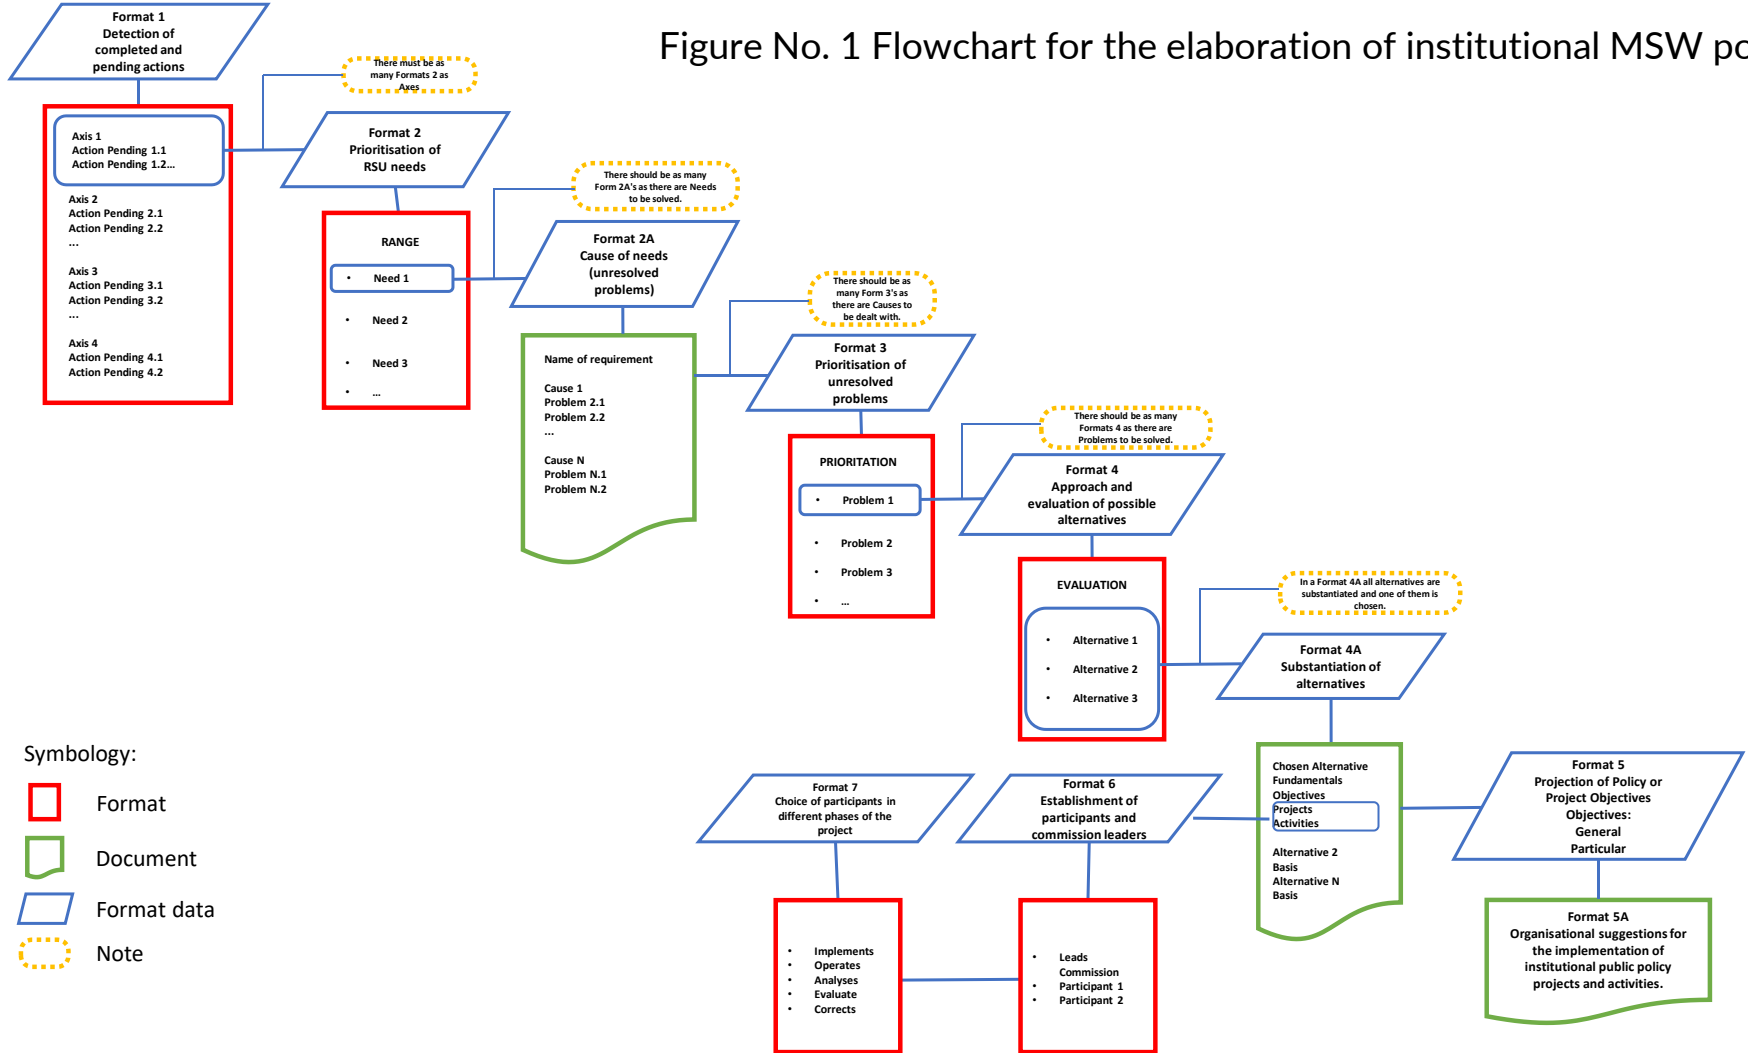 Figure No. 1 Flowchart for the elaboration of institutional MSW po
Format 1
Detection of
completed and
pending actions
There must be as
many Formats 2 as
Axes
Axis 1
Action Pending 1.1
Action Pending 1.2...
Axis 2
Action Pending 2.1
Action Pending 2.2
...
Axis 3
Action Pending 3.1
Action Pending 3.2
...
Axis 4
Action Pending 4.1
Action Pending 4.2
Format 2
Prioritisation of
RSU needs
There should be as many
Form 2A's as there are Needs
to be solved.
RANGE
• Need 1
• Need 2
• Need 3
• ...
Format 2A
Cause of needs
(unresolved
problems)
There should be as
many Form 3's as
there are Causes to
be dealt with.
Name of requirement
Cause 1
Problem 2.1
Problem 2.2
...
Cause N
Problem N.1
Problem N.2
Format 3
Prioritisation of
unresolved
problems
There should be as many
Formats 4 as there are
Problems to be solved.
PRIORITATION
• Problem 1
• Problem 2
• Problem 3
• ...
Format 4
Approach and
evaluation of possible
alternatives
In a Format 4A all alternatives are
substantiated and one of them is
chosen.
EVALUATION
• Alternative 1
• Alternative 2
• Alternative 3
Format 4A
Substantiation of
alternatives
Chosen Alternative
Fundamentals
Objectives
Projects
Activities
Alternative 2
Basis
Alternative N
Basis
Format 5
Projection of Policy or
Project Objectives
Objectives:
General
Particular
Format 5A
Organisational suggestions for
the implementation of
institutional public policy
projects and activities.
Format 6
Establishment of
participants and
commission leaders
• Leads
Commission
• Participant 1
• Participant 2
Format 7
Choice of participants in
different phases of the
project
• Implements
• Operates
• Analyses
• Evaluate
• Corrects
Symbology:
Format
Document
Format data
Note